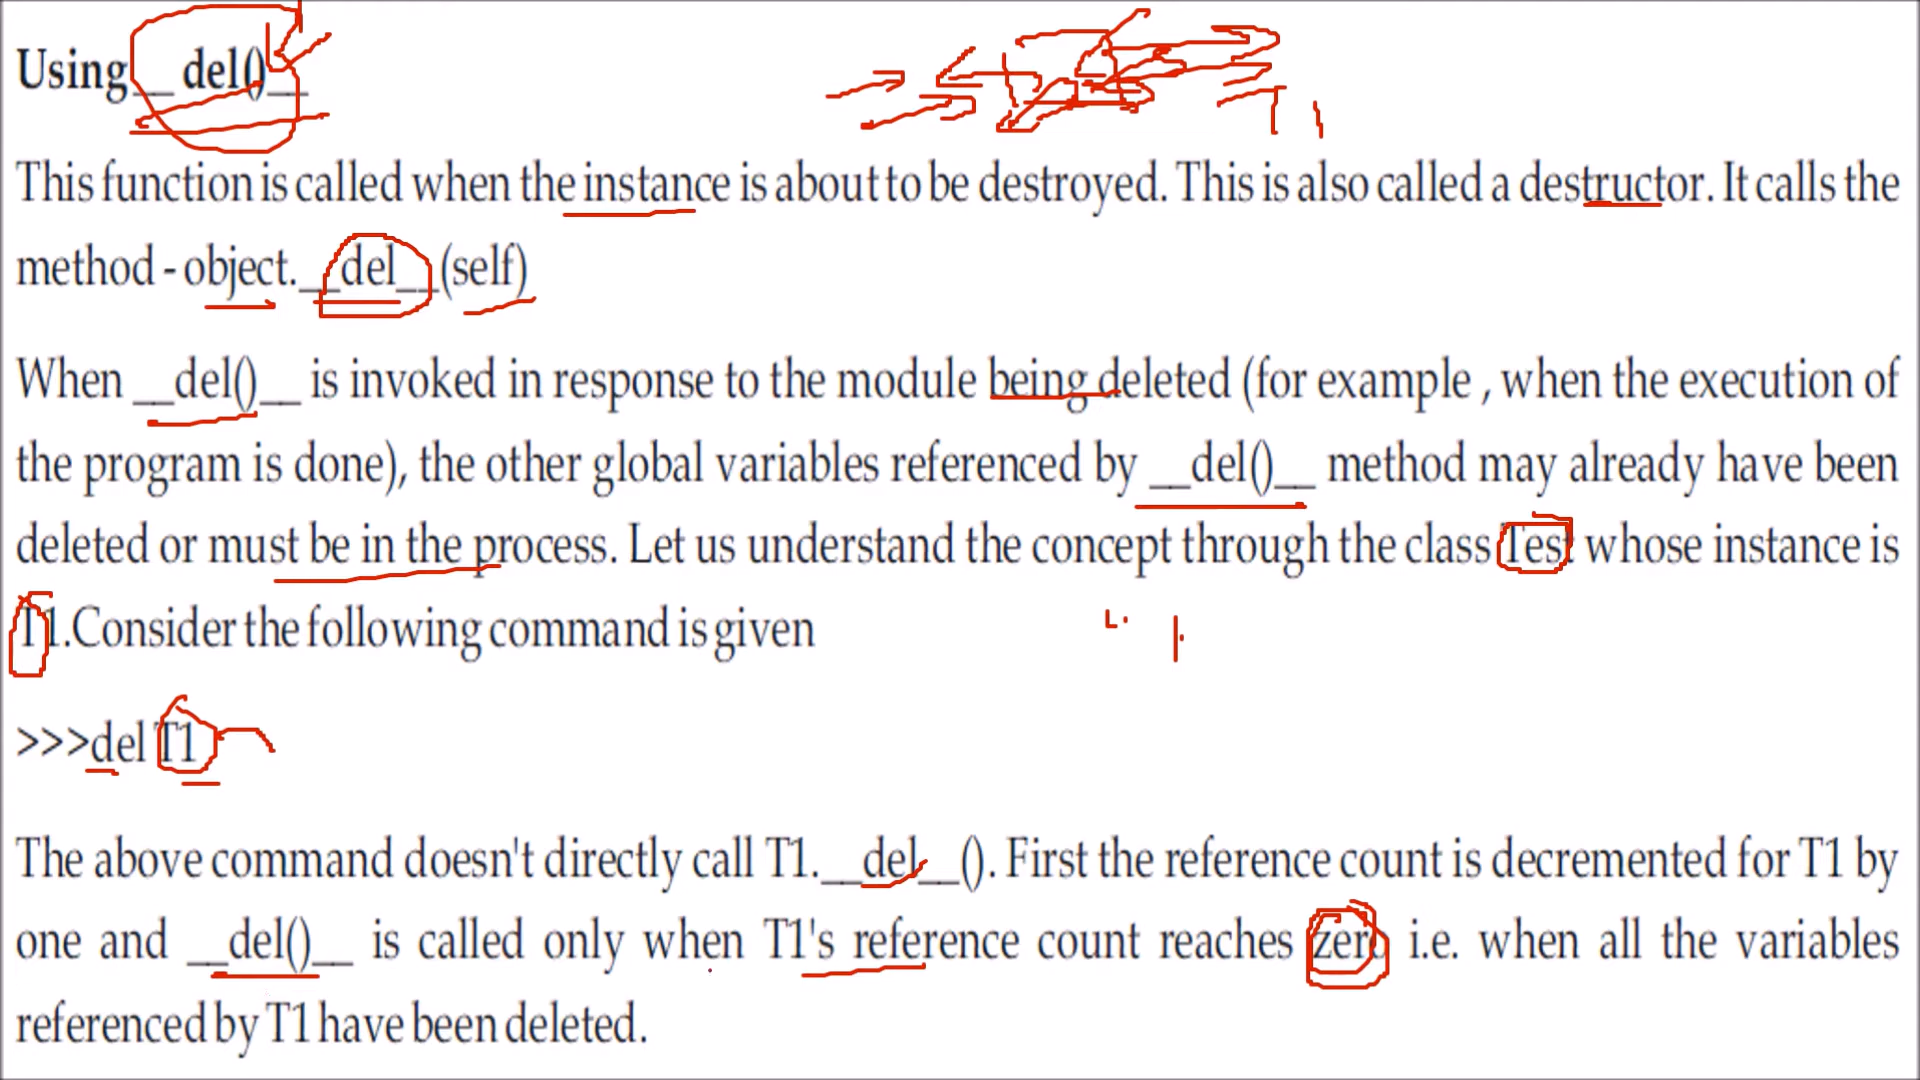 Using__ del()__
This function is called when the instance is about to be destroyed. This is also called a destructor. It calls the
method - object.__del__(self)
When __del()__ is invoked in response to the module being deleted (for example , when the execution of
the program is done), the other global variables referenced by __del()__ method may already have been
deleted or must be in the process. Let us understand the concept through the class Test whose instance is
T1.Consider the following command is given
>>>del T1
The above command doesn't directly call T1.__del__(). First the reference count is decremented for T1 by
one and __del()__ is called only when T1's reference count reaches zero i.e. when all the variables
referenced by T1 have been deleted.